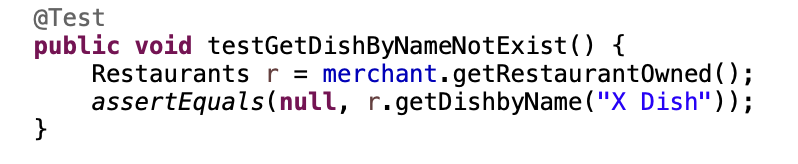 @Test
public void testGetDishByNameNotExist() {
    Restaurants r = merchant.getRestaurantOwned();
    assertEquals(null, r.getDishbyName("X Dish"));
}